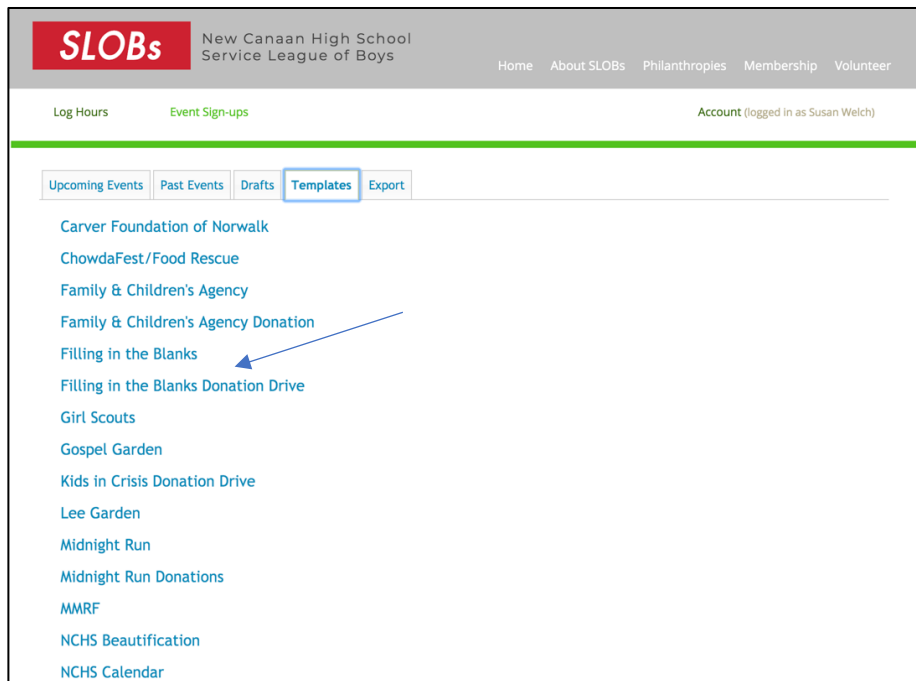 SLOBs
New Canaan High School
Service League of Boys
Home About SLOBs Philanthropies Membership Volunteer
Log Hours Event Sign-ups Account (logged in as Susan Welch)
Upcoming Events Past Events Drafts Templates Export
Carver Foundation of Norwalk
ChowdaFest/Food Rescue
Family & Children's Agency
Family & Children's Agency Donation
Filling in the Blanks
Filling in the Blanks Donation Drive
Girl Scouts
Gospel Garden
Kids in Crisis Donation Drive
Lee Garden
Midnight Run
Midnight Run Donations
MMRF
NCHS Beautification
NCHS Calendar